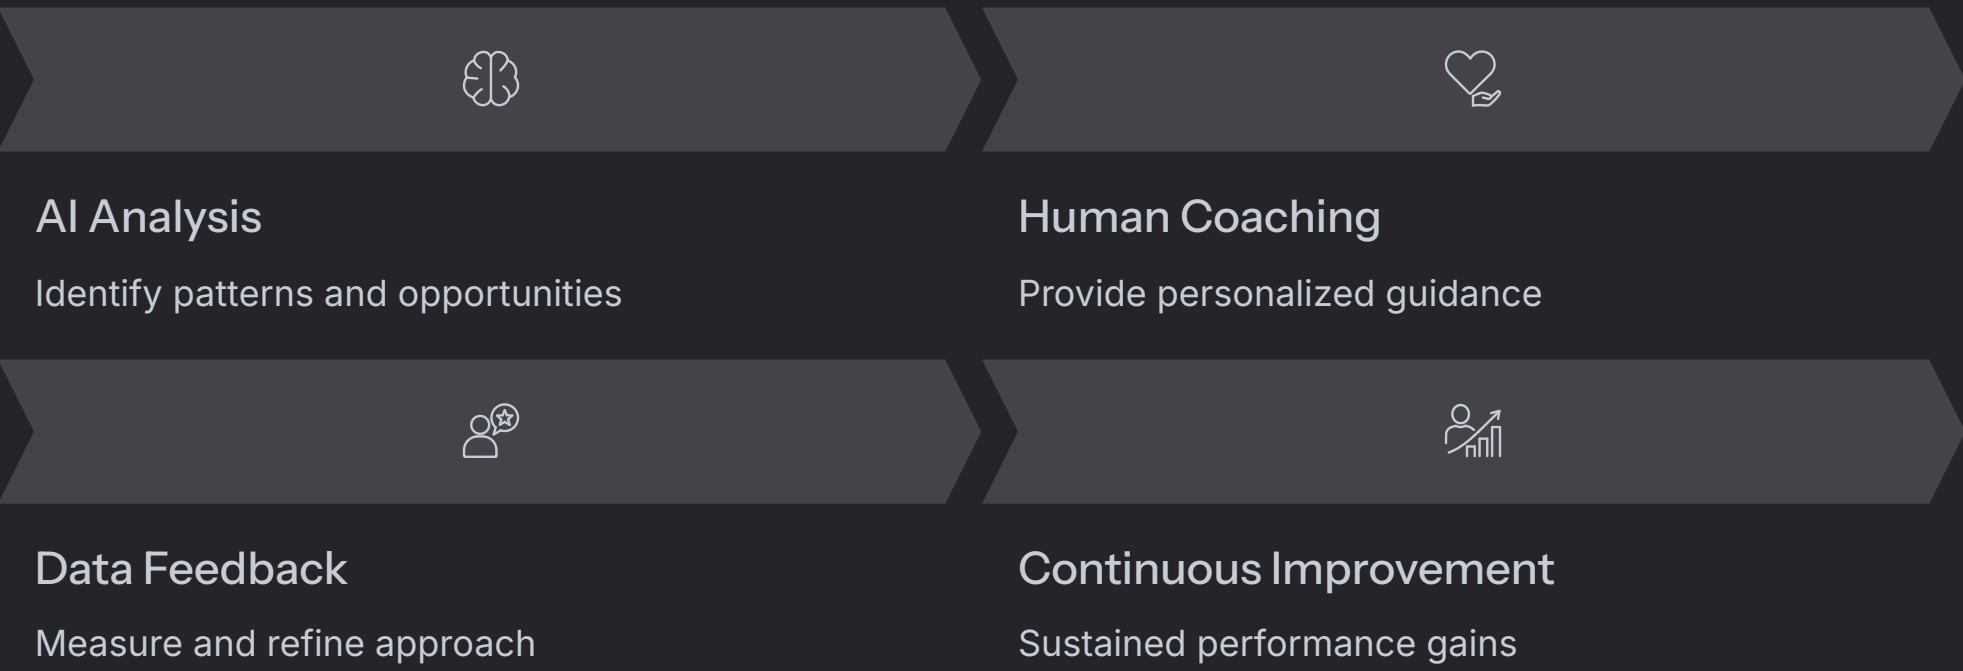 AI Analysis
Identify patterns and opportunities
Human Coaching
Provide personalized guidance
Data Feedback
Measure and refine approach
Continuous Improvement
Sustained performance gains